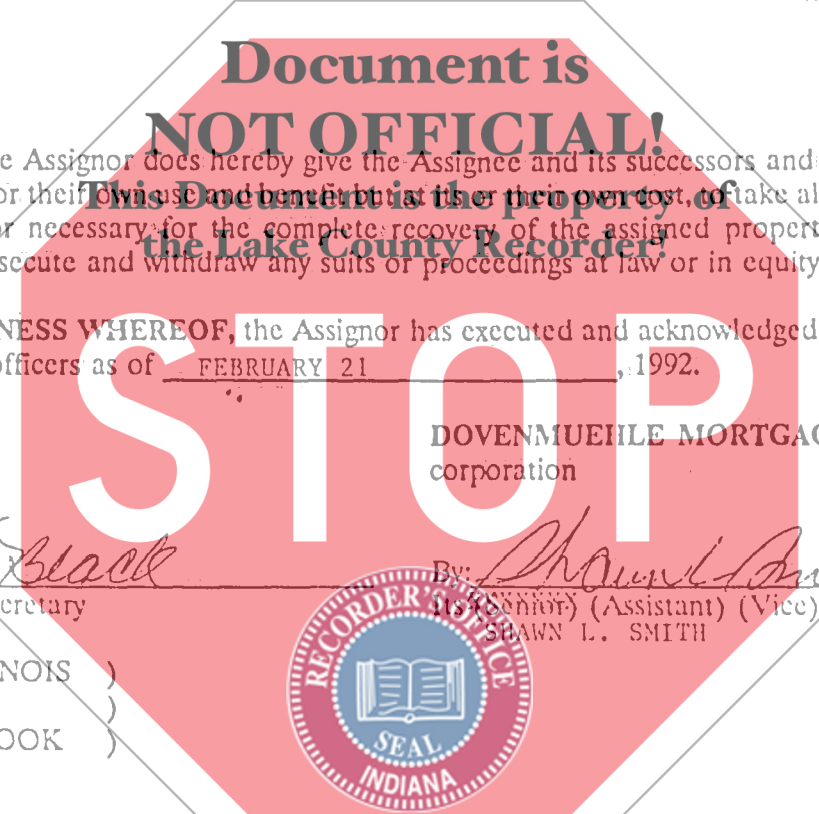 Document is
NOT OFFICIAL!
e Assignor does hereby give the Assignee and its successors and
or their own use and benefit but at its or their own cost, to take al
This Document is the property of
r necessary for the complete recovery of the assigned propert
the Lake County Recorder!
secute and withdraw any suits or proceedings at law or in equity
NESS WHEREOF, the Assignor has executed and acknowledged
officers as of FEBRUARY 21, 1992.
STOP
DOVENMUEHLE MORTGAG
corporation
Black
By:
cretary
Its (Senior) (Assistant) (Vice)
SHAWN L. SMITH
NOIS )
)
OOK )
RECORDER'S OFFICE
SEAL
INDIANA